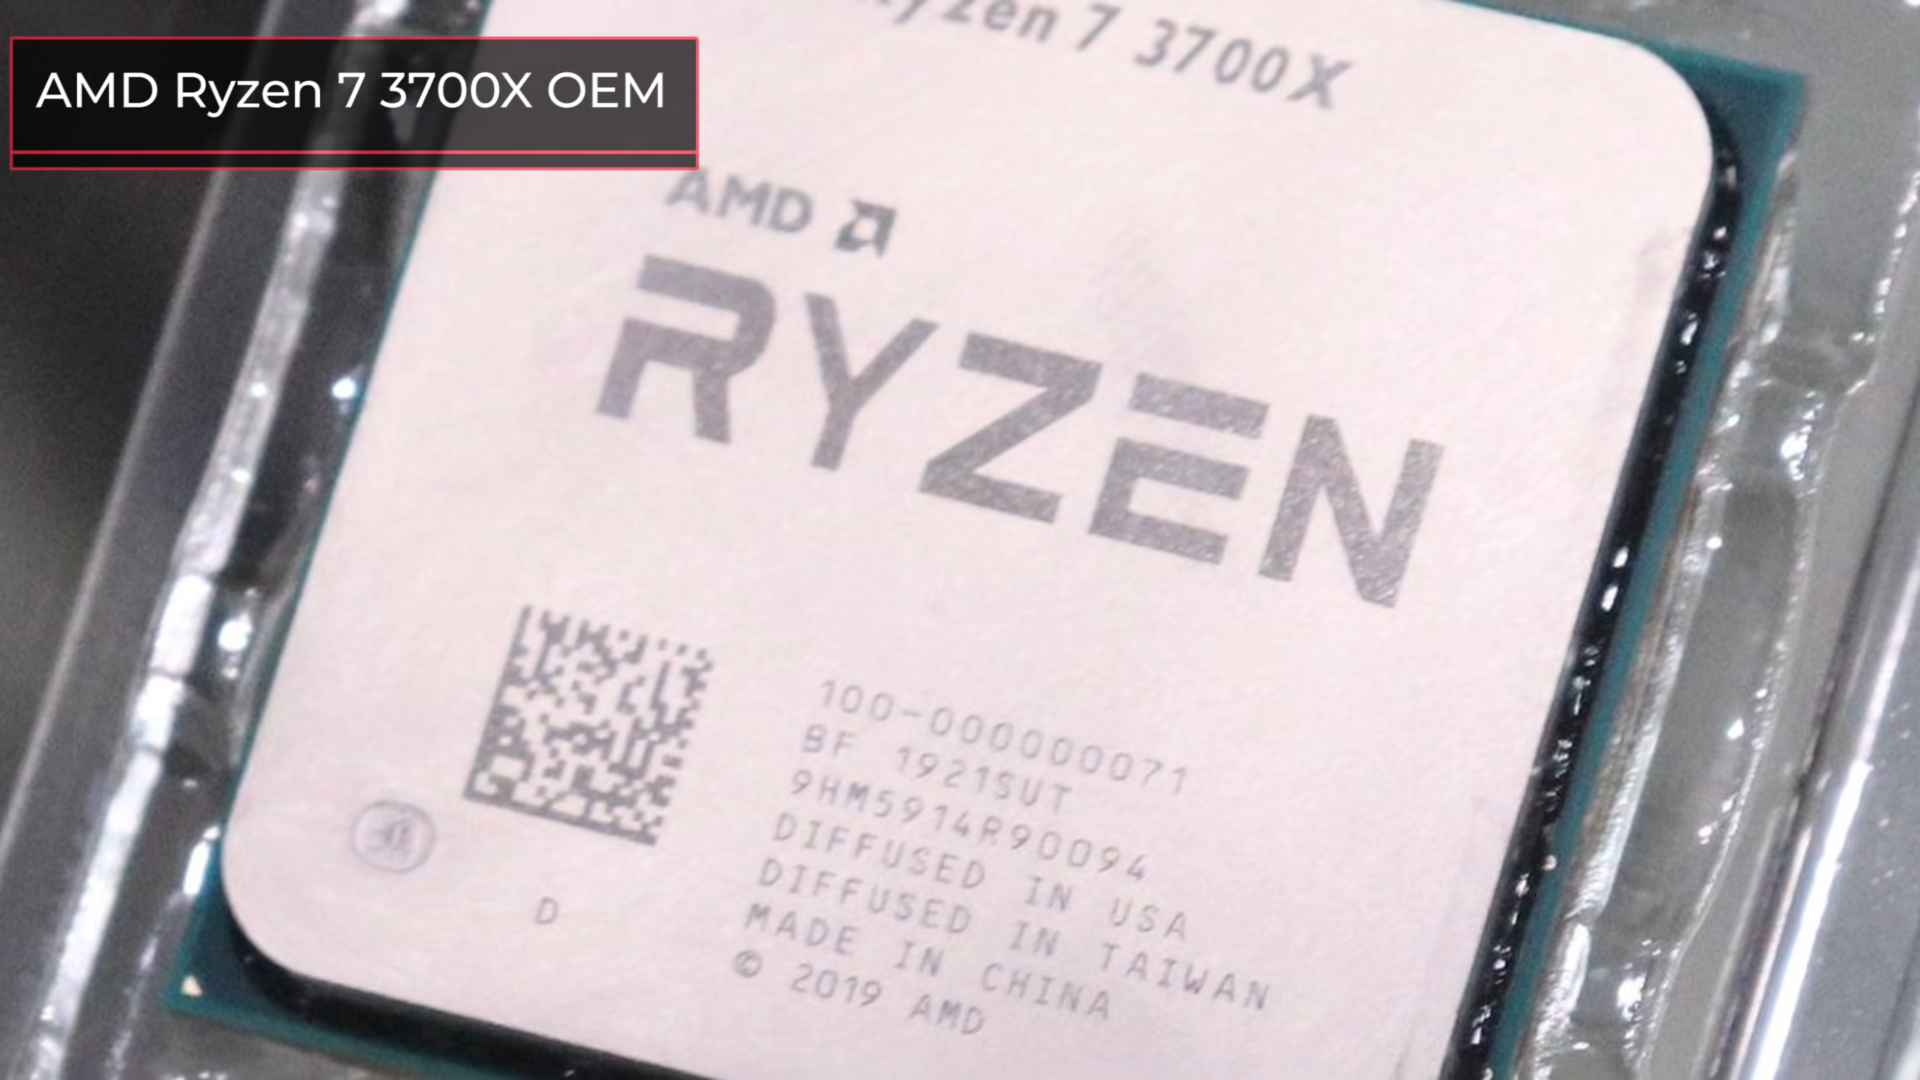 AMD Ryzen 7 3700X OEM
Ryzen 7 3700X
AMD
RYZEN
100-000000071
BF 1921SUT
9HM5914R90094
DIFFUSED IN USA
DIFFUSED IN TAIWAN
MADE IN CHINA
© 2019 AMD
D